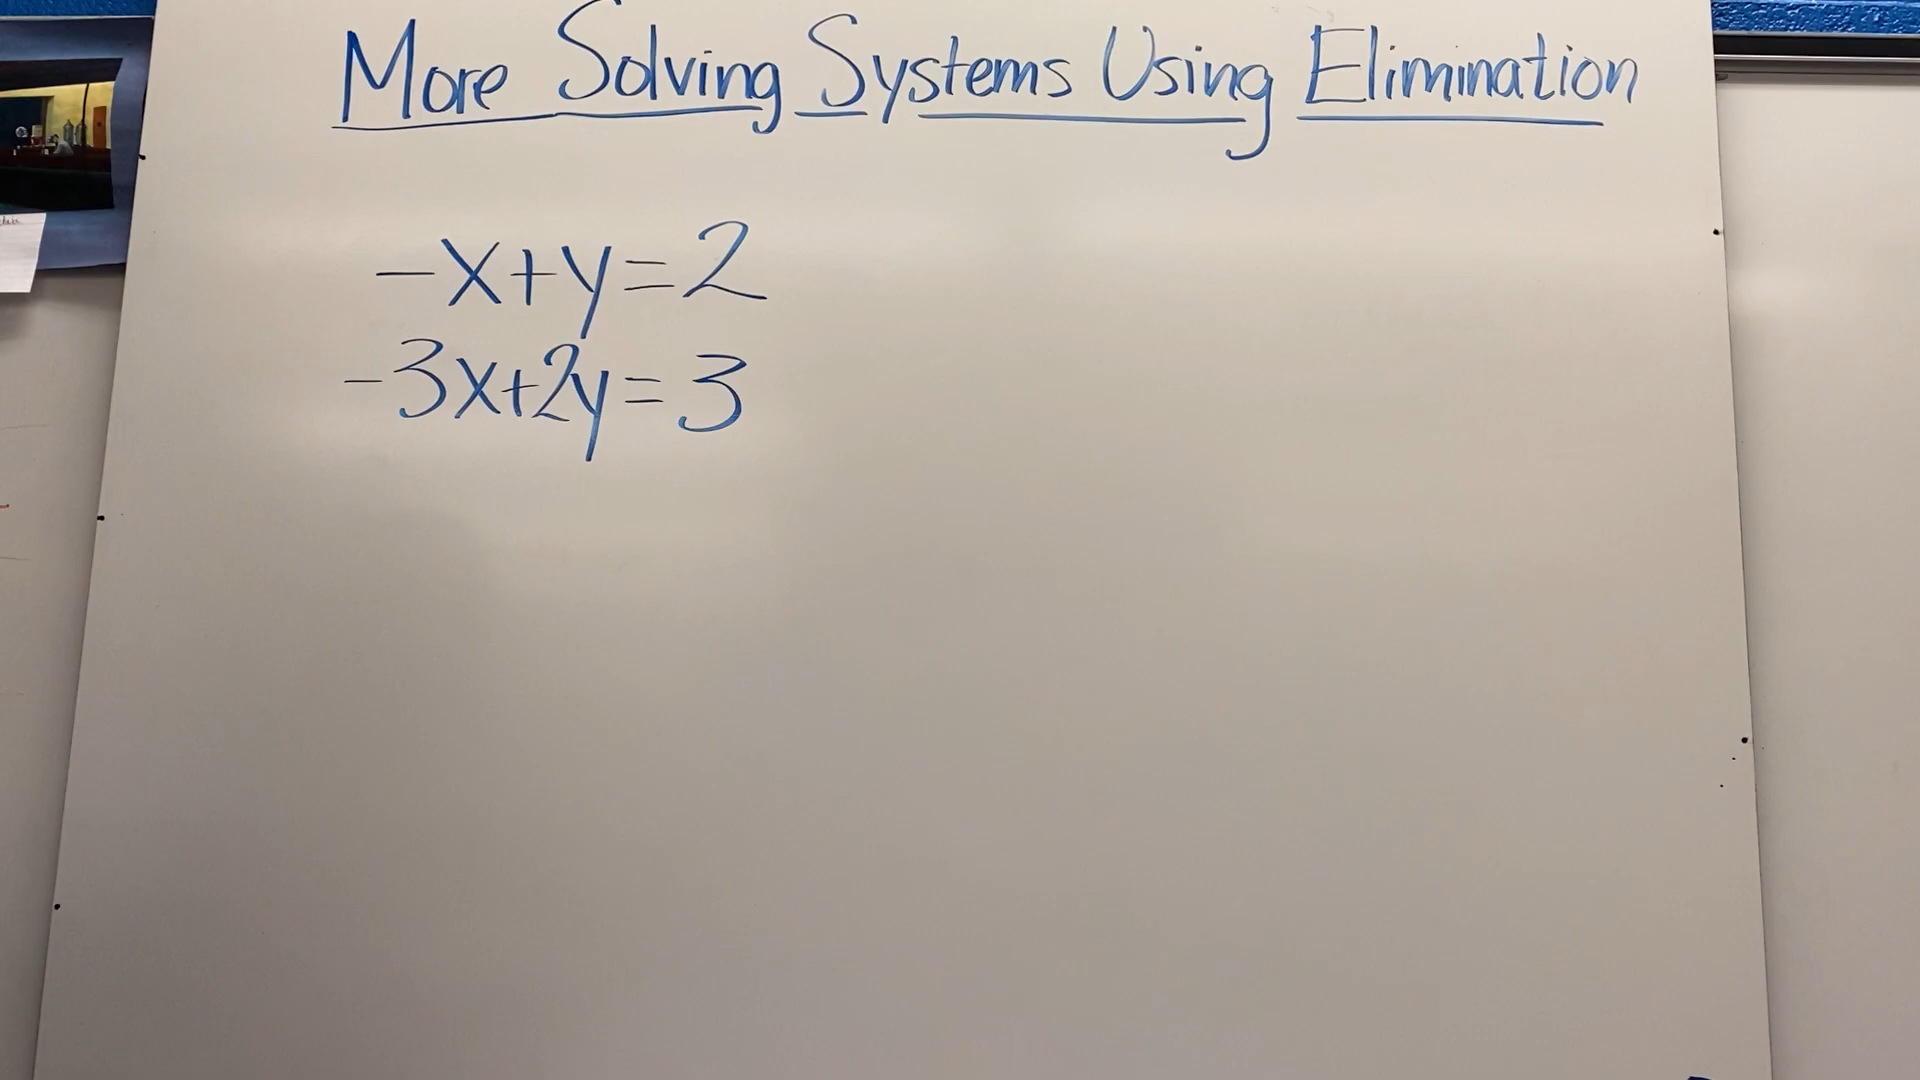 More Solving Systems Using Elimination
-x+y=2
-3x+2y=3